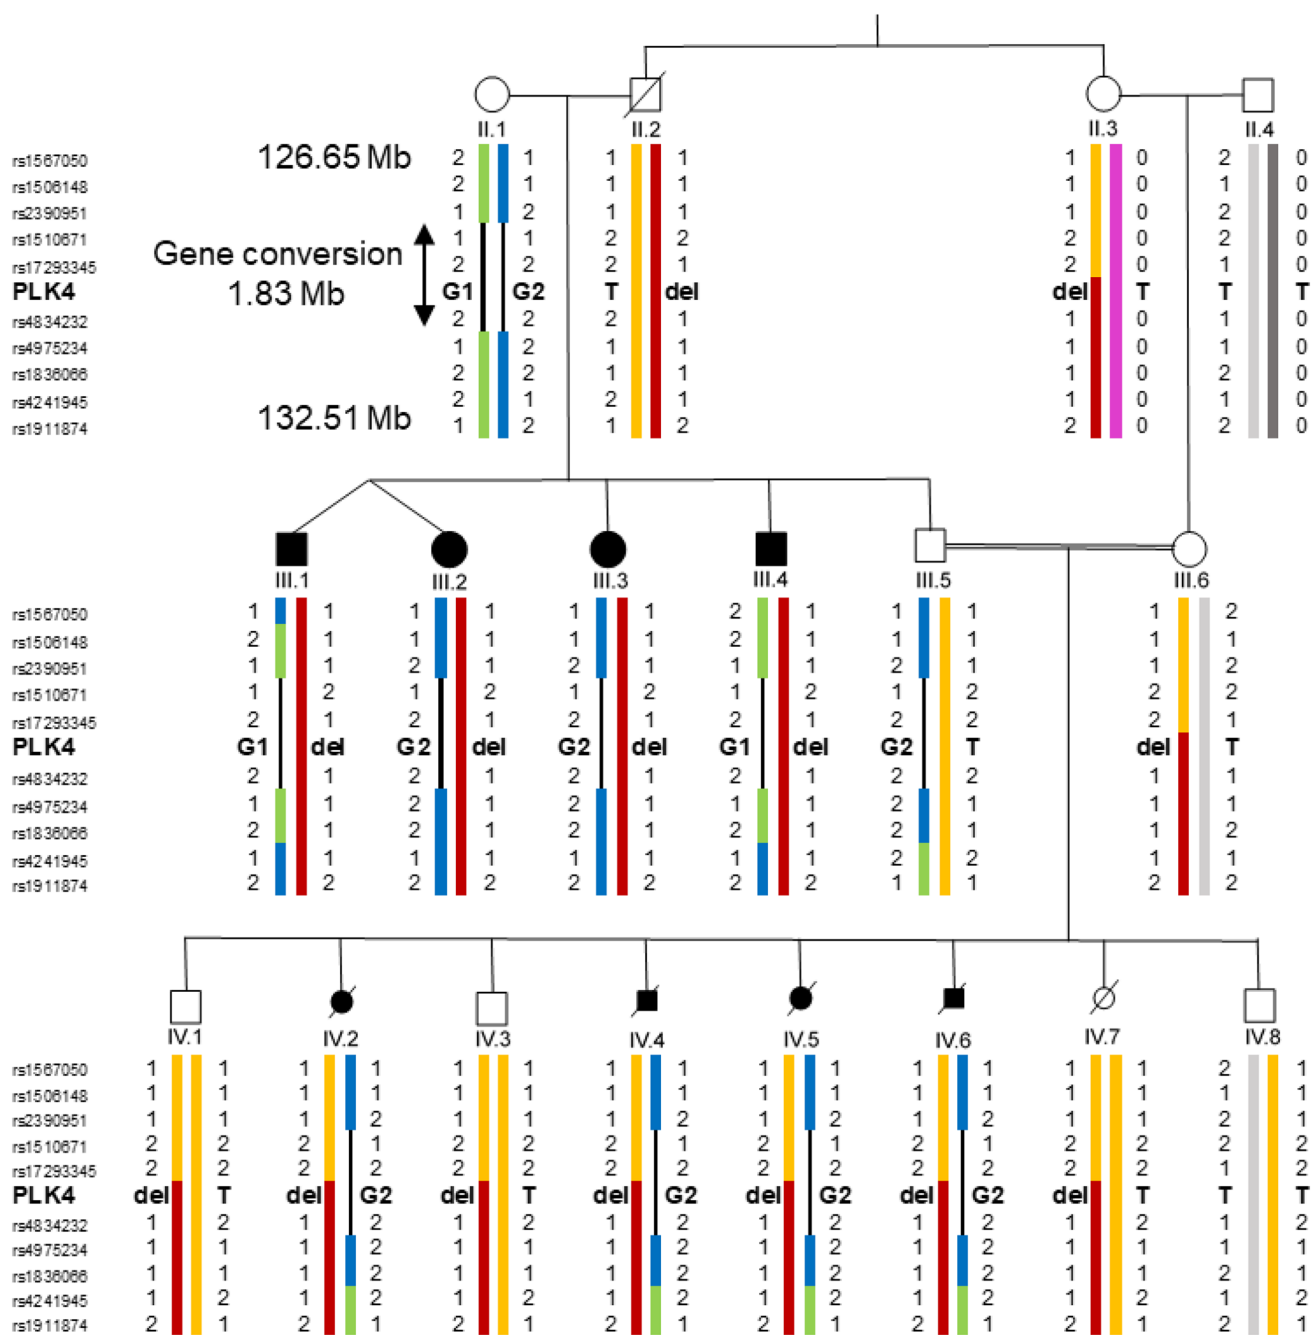 II.1 II.2 II.3 II.4
rs1567050 126.65 Mb 2 1 1 1 1 0 2 0
rs1506148 2 1 1 1 1 0 1 0
rs2390951 1 2 1 1 1 0 2 0
rs1510671 1 1 2 2 2 0 2 0
rs17293345 Gene conversion 2 2 2 1 2 0 1 0
PLK4 1.83 Mb G1 G2 T del del T T T
rs4834232 2 2 2 1 1 0 1 0
rs4975234 1 2 1 1 1 0 1 0
rs1836066 2 2 1 1 1 0 2 0
rs4241945 132.51 Mb 2 1 2 1 1 0 1 0
rs1911874 1 2 1 2 2 0 2 0
III.1 III.2 III.3 III.4 III.5 III.6
rs1567050 1 1 1 1 1 1 2 1 1 1 1 2
rs1506148 2 1 1 1 1 1 2 1 1 1 1 1
rs2390951 1 1 2 1 2 1 1 1 2 1 1 2
rs1510671 1 2 1 2 1 2 1 2 1 2 2 2
rs17293345 2 1 2 1 2 1 2 1 2 2 2 1
PLK4 G1 del G2 del G2 del G1 del G2 T del T
rs4834232 2 1 2 1 2 1 2 1 2 2 1 1
rs4975234 1 1 2 1 2 1 1 1 2 1 1 1
rs1836066 2 1 2 1 2 1 2 1 2 1 1 2
rs4241945 1 1 1 1 1 1 1 1 2 2 1 1
rs1911874 2 2 2 2 2 2 2 2 1 1 2 2
IV.1 IV.2 IV.3 IV.4 IV.5 IV.6 IV.7 IV.8
rs1567050 1 1 1 1 1 1 1 1 1 1 1 1 1 1 2 1
rs1506148 1 1 1 1 1 1 1 1 1 1 1 1 1 1 1 1
rs2390951 1 1 1 2 1 1 1 2 1 2 1 2 1 1 2 1
rs1510671 2 2 2 1 2 2 2 1 2 1 2 1 2 2 2 2
rs17293345 2 2 2 2 2 2 2 2 2 2 2 2 2 2 1 2
PLK4 del T del G2 del T del G2 del G2 del G2 del T T T
rs4834232 1 2 1 2 1 2 1 2 1 2 1 2 1 2 1 2
rs4975234 1 1 1 2 1 1 1 2 1 2 1 2 1 1 1 1
rs1836066 1 1 1 2 1 1 1 2 1 2 1 2 1 1 2 1
rs4241945 1 2 1 2 1 2 1 2 1 2 1 2 1 2 1 2
rs1911874 2 1 2 1 2 1 2 1 2 1 2 1 2 1 2 1